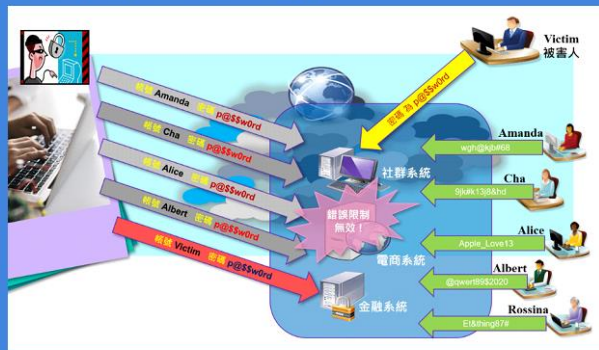 Victim
被害人
帳號 Amanda 密碼 p@$$w0rd
帳號 Cha 密碼 p@$$w0rd
帳號 Alice 密碼 p@$$w0rd
帳號 Albert 密碼 p@$$w0rd
帳號 Victim 密碼 p@$$w0rd
密碼 為 p@$$w0rd
社群系統
錯誤限制
無效！
電商系統
金融系統
Amanda
wgh@kjb#68
Cha
9jk#k13j8&hd
Alice
Apple_Love13
Albert
@qwert89$2020
Rossina
Et&thing87#